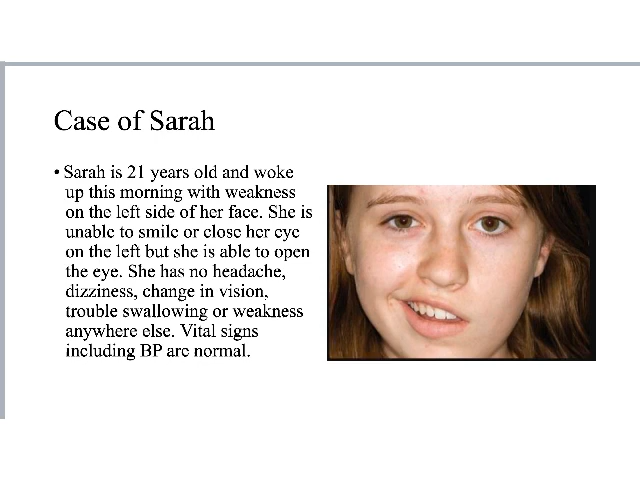 Case of Sarah
• Sarah is 21 years old and woke
up this morning with weakness
on the left side of her face. She is
unable to smile or close her eye
on the left but she is able to open
the eye. She has no headache,
dizziness, change in vision,
trouble swallowing or weakness
anywhere else. Vital signs
including BP are normal.